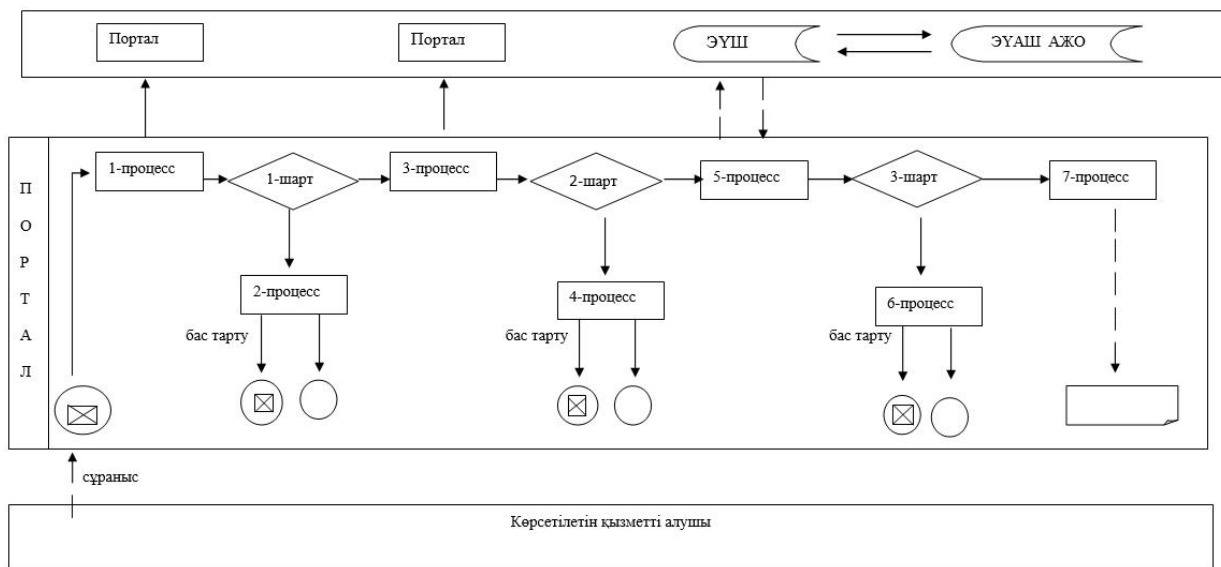 Портал
Портал
ЭҮШ
ЭҮАШ АЖО
ПОРТАЛ
1-процесс
1-шарт
3-процесс
2-шарт
5-процесс
3-шарт
7-процесс
2-процесс
4-процесс
6-процесс
бас тарту
бас тарту
бас тарту
сұраныс
Көрсетілетін қызметті алушы